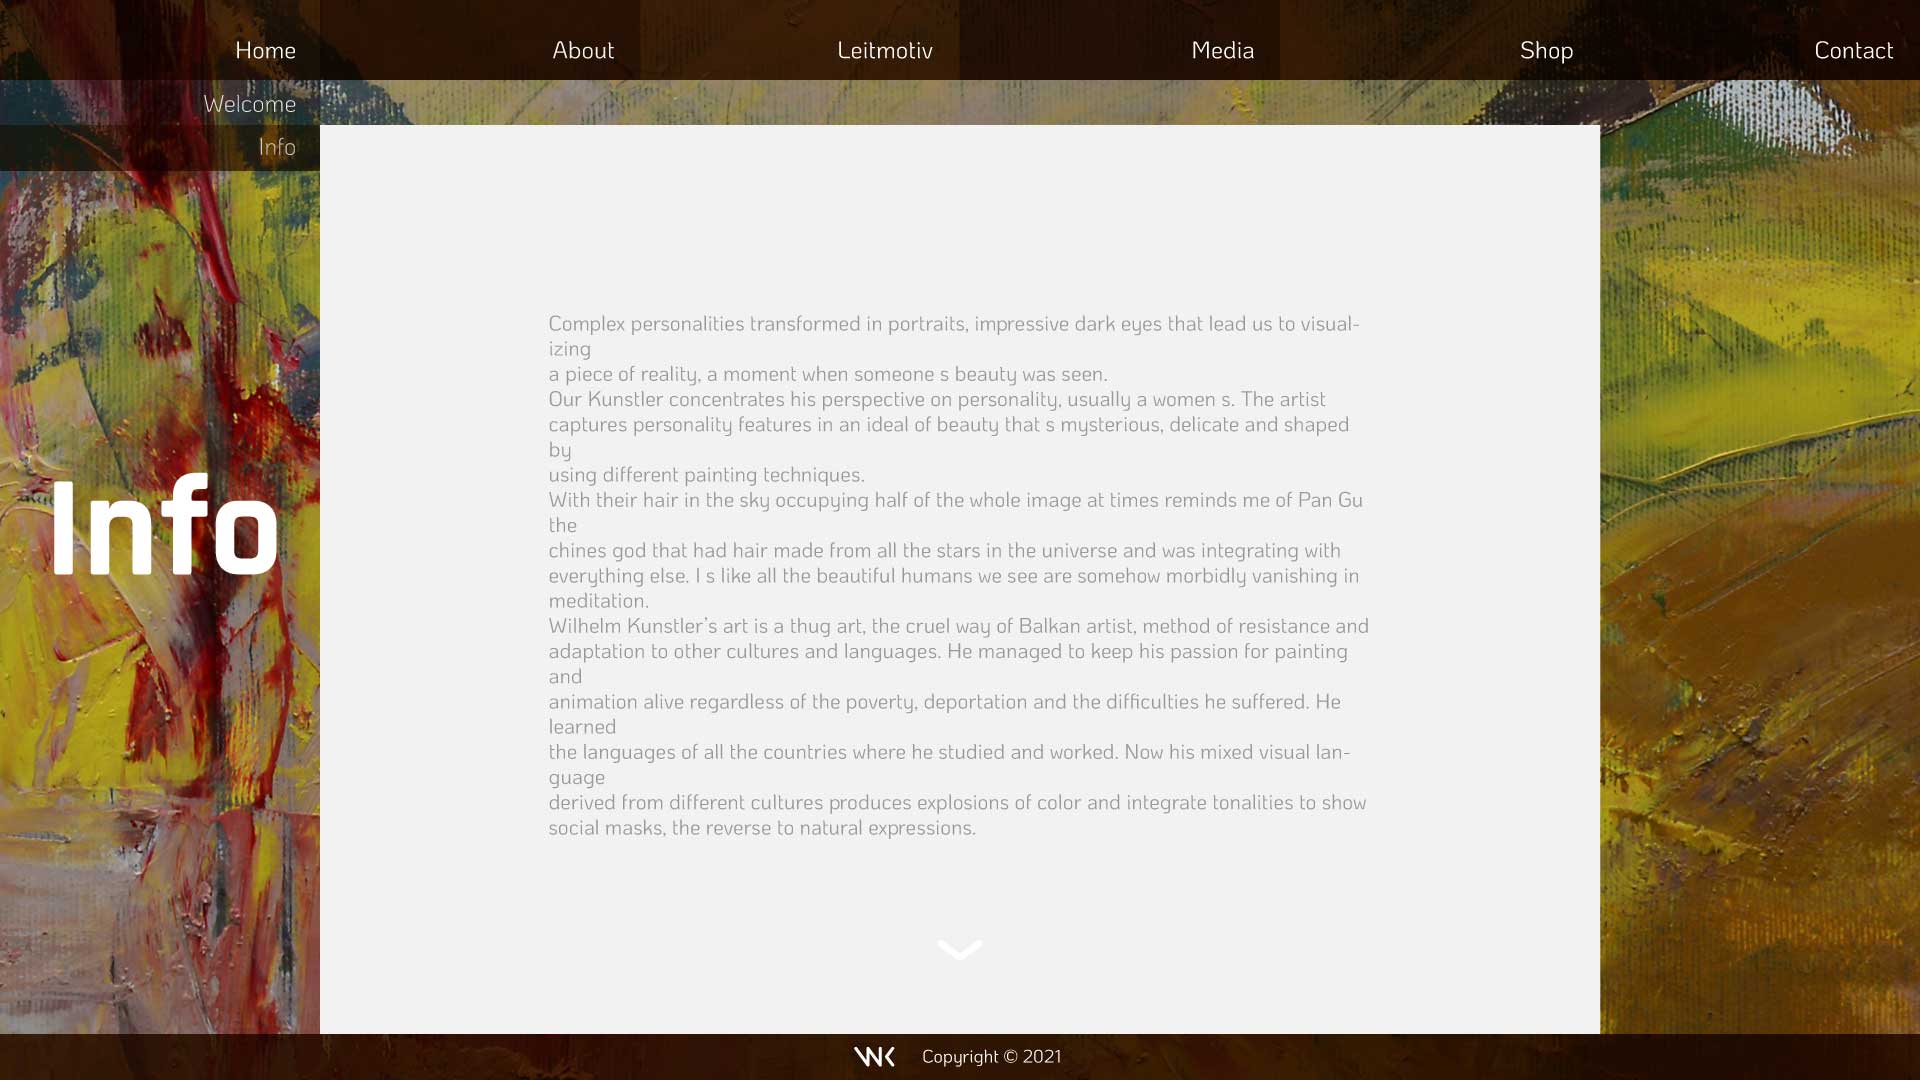 Home About Leitmotiv Media Shop Contact
Welcome
Info
Info
Complex personalities transformed in portraits, impressive dark eyes that lead us to visual-
izing
a piece of reality, a moment when someone s beauty was seen.
Our Kunstler concentrates his perspective on personality, usually a women s. The artist
captures personality features in an ideal of beauty that s mysterious, delicate and shaped
by
using different painting techniques.
With their hair in the sky occupying half of the whole image at times reminds me of Pan Gu
the
chines god that had hair made from all the stars in the universe and was integrating with
everything else. I s like all the beautiful humans we see are somehow morbidly vanishing in
meditation.
Wilhelm Kunstler’s art is a thug art, the cruel way of Balkan artist, method of resistance and
adaptation to other cultures and languages. He managed to keep his passion for painting
and
animation alive regardless of the poverty, deportation and the difficulties he suffered. He
learned
the languages of all the countries where he studied and worked. Now his mixed visual lan-
guage
derived from different cultures produces explosions of color and integrate tonalities to show
social masks, the reverse to natural expressions.
WK Copyright © 2021